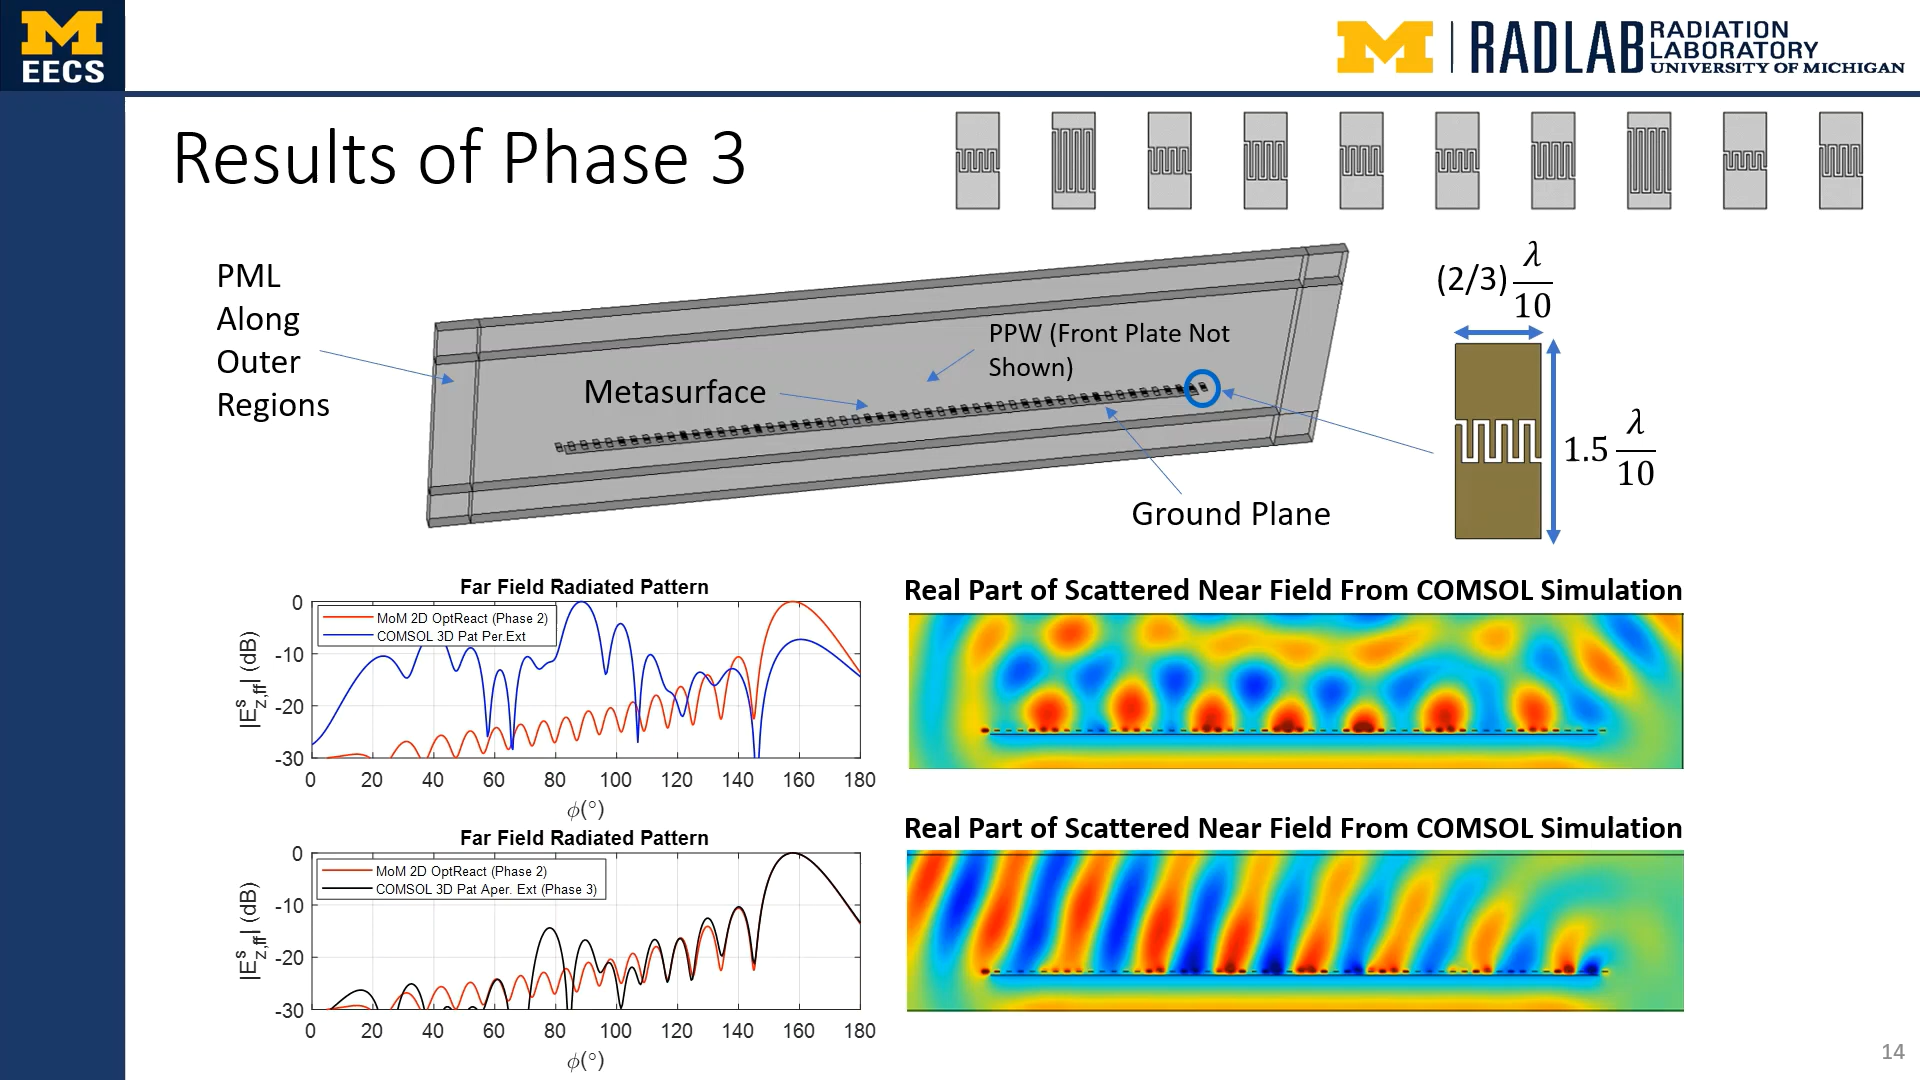 M
EECS
M | RADLAB
RADIATION
LABORATORY
UNIVERSITY OF MICHIGAN
Results of Phase 3
PML
Along
Outer
Regions
Metasurface
PPW (Front Plate Not
Shown)
Ground Plane
(2/3) λ/10
1.5 λ/10
Far Field Radiated Pattern
MoM 2D OptReact (Phase 2)
COMSOL 3D Pat Per.Ext
|E^s_z,ff| (dB)
0
-10
-20
-30
0 20 40 60 80 100 120 140 160 180
ϕ(°)
Real Part of Scattered Near Field From COMSOL Simulation
Far Field Radiated Pattern
MoM 2D OptReact (Phase 2)
COMSOL 3D Pat Aper. Ext (Phase 3)
|E^s_z,ff| (dB)
0
-10
-20
-30
0 20 40 60 80 100 120 140 160 180
ϕ(°)
Real Part of Scattered Near Field From COMSOL Simulation
14